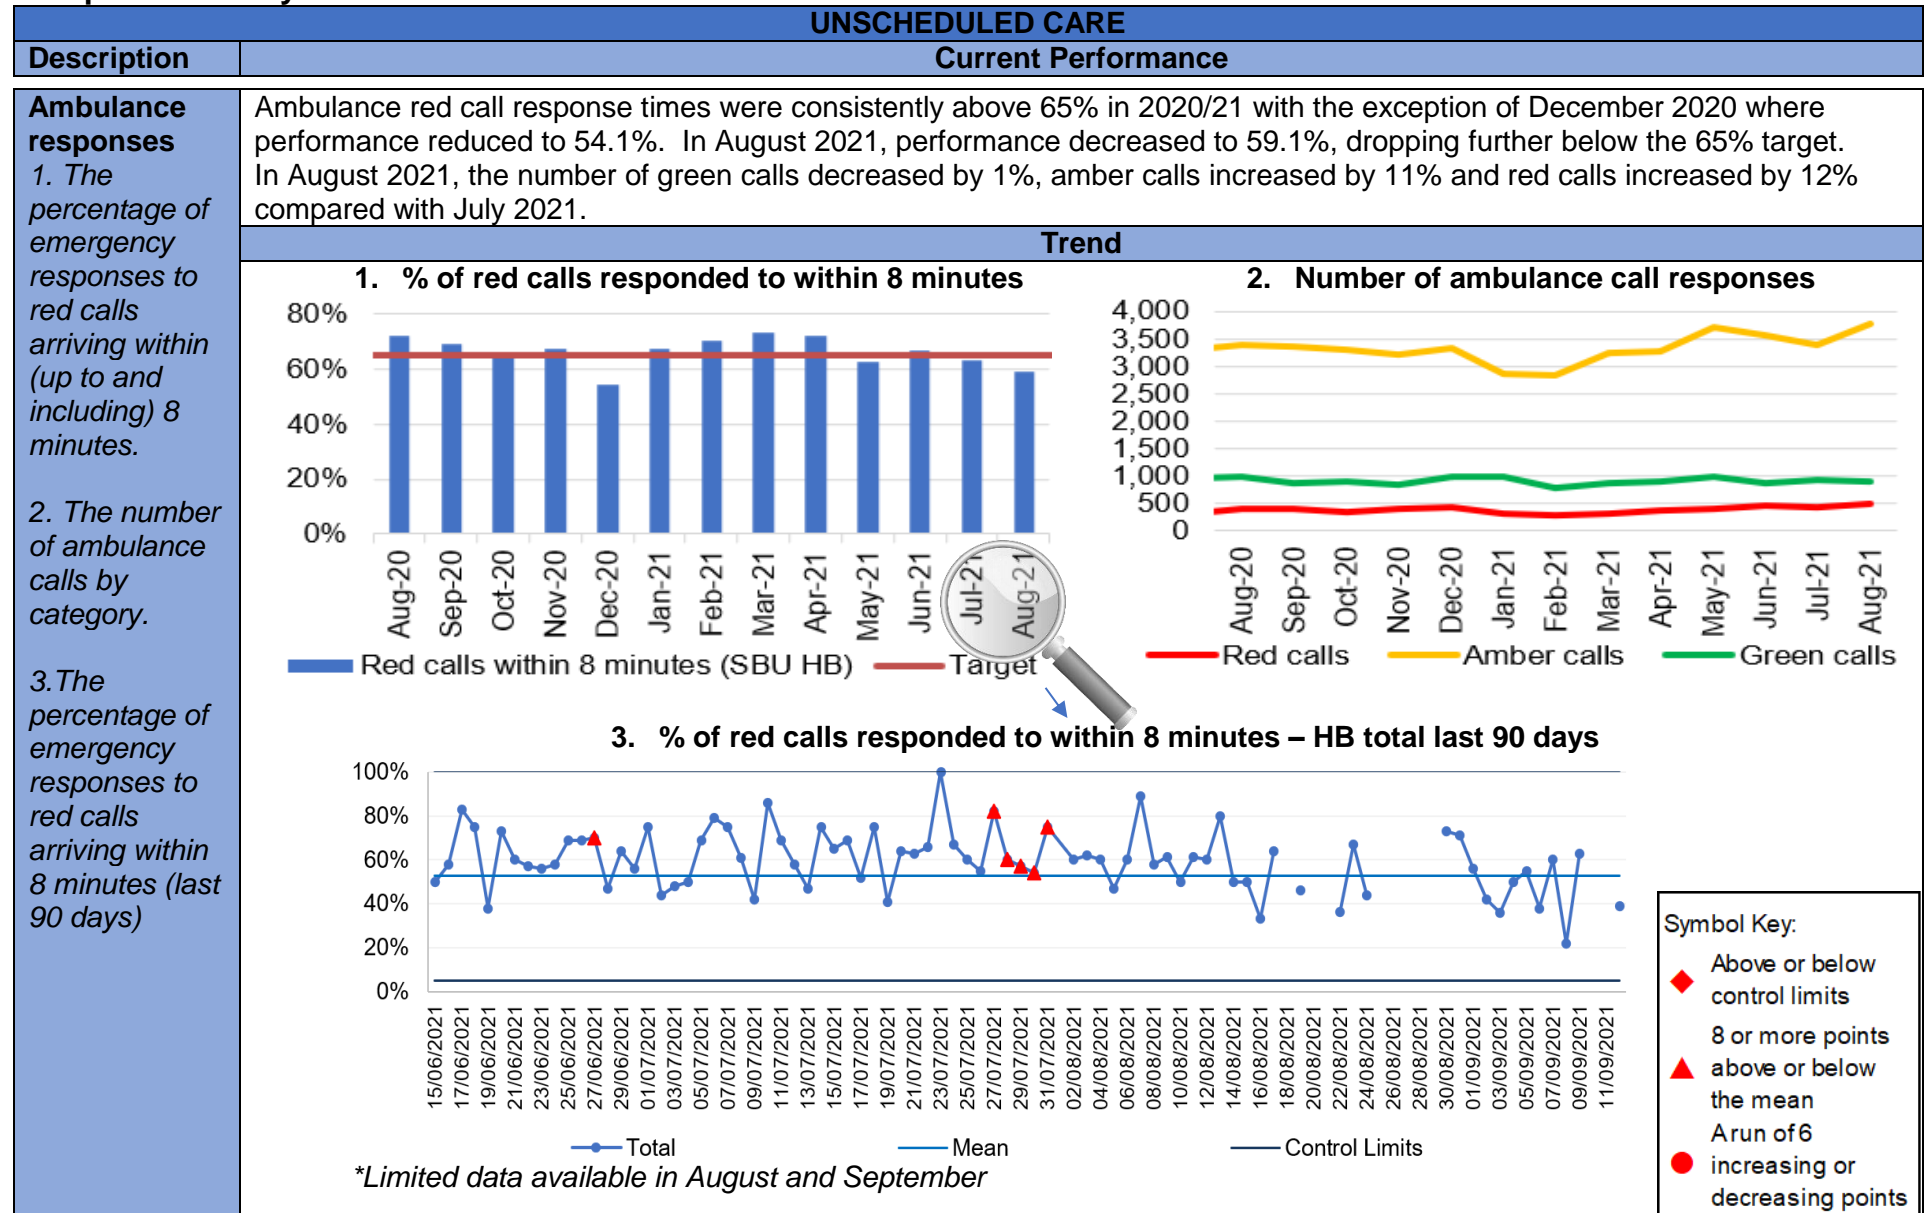 UNSCHEDULED CARE
Description
Current Performance
Ambulance
responses
1. The
percentage of
emergency
responses to
red calls
arriving within
(up to and
including) 8
minutes.
2. The number
of ambulance
calls by
category.
3.The
percentage of
emergency
responses to
red calls
arriving within
8 minutes (last
90 days)
Ambulance red call response times were consistently above 65% in 2020/21 with the exception of December 2020 where
performance reduced to 54.1%.  In August 2021, performance decreased to 59.1%, dropping further below the 65% target.
In August 2021, the number of green calls decreased by 1%, amber calls increased by 11% and red calls increased by 12%
compared with July 2021.
Trend
1. % of red calls responded to within 8 minutes
80%
60%
40%
20%
0%
Aug-20
Sep-20
Oct-20
Nov-20
Dec-20
Jan-21
Feb-21
Mar-21
Apr-21
May-21
Jun-21
Jul-21
Aug-21
Red calls within 8 minutes (SBU HB)
Target
2. Number of ambulance call responses
4,000
3,500
3,000
2,500
2,000
1,500
1,000
500
0
Aug-20
Sep-20
Oct-20
Nov-20
Dec-20
Jan-21
Feb-21
Mar-21
Apr-21
May-21
Jun-21
Jul-21
Aug-21
Red calls
Amber calls
Green calls
3. % of red calls responded to within 8 minutes – HB total last 90 days
100%
80%
60%
40%
20%
0%
15/06/2021
17/06/2021
19/06/2021
21/06/2021
23/06/2021
25/06/2021
27/06/2021
29/06/2021
01/07/2021
03/07/2021
05/07/2021
07/07/2021
09/07/2021
11/07/2021
13/07/2021
15/07/2021
17/07/2021
19/07/2021
21/07/2021
23/07/2021
25/07/2021
27/07/2021
29/07/2021
31/07/2021
02/08/2021
04/08/2021
06/08/2021
08/08/2021
10/08/2021
12/08/2021
14/08/2021
16/08/2021
18/08/2021
20/08/2021
22/08/2021
24/08/2021
26/08/2021
28/08/2021
30/08/2021
01/09/2021
03/09/2021
05/09/2021
07/09/2021
09/09/2021
11/09/2021
Total
Mean
Control Limits
*Limited data available in August and September
Symbol Key:
Above or below
control limits
8 or more points
above or below
the mean
A run of 6
increasing or
decreasing points